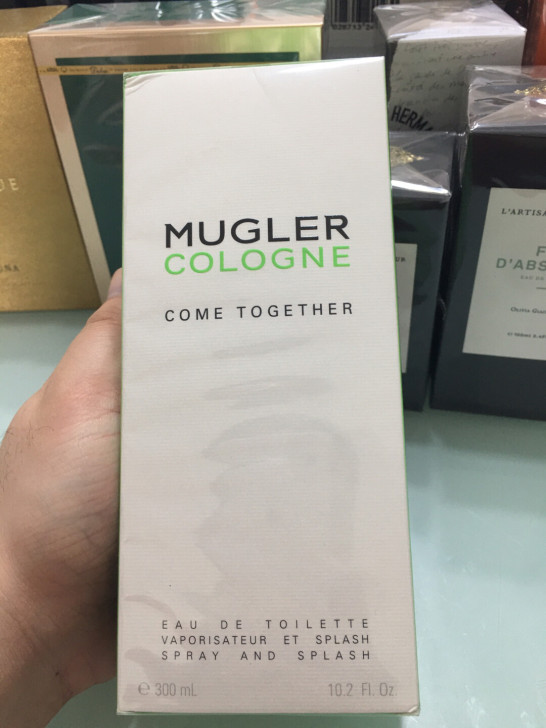 MUGLER
COLOGNE
COME TOGETHER
EAU DE TOILETTE
VAPORISATEUR ET SPLASH
SPRAY AND SPLASH
℮ 300 mL
10.2 Fl. Oz
HERM
L'ARTISA
F
D'ABS